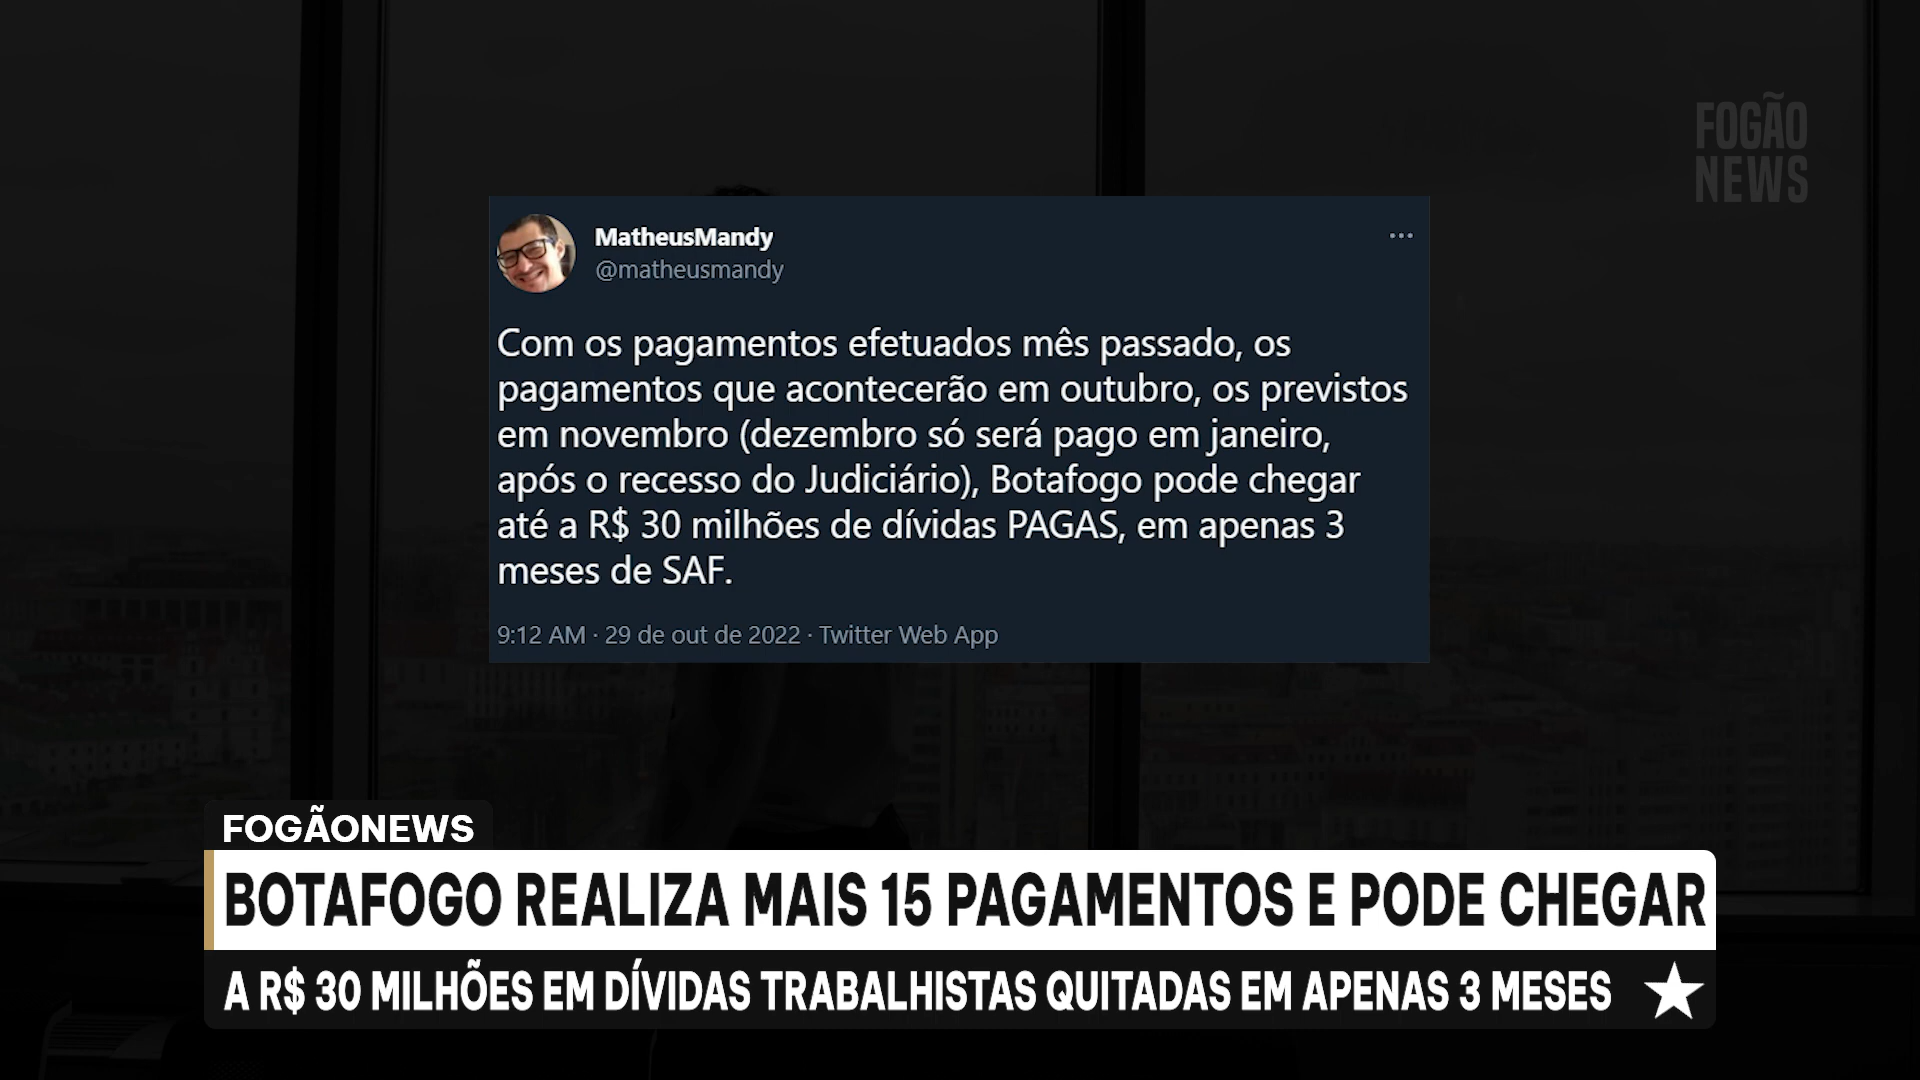 FOGÃO
NEWS
MatheusMandy
@matheusmandy
Com os pagamentos efetuados mês passado, os
pagamentos que acontecerão em outubro, os previstos
em novembro (dezembro só será pago em janeiro,
após o recesso do Judiciário), Botafogo pode chegar
até a R$ 30 milhões de dívidas PAGAS, em apenas 3
meses de SAF.
9:12 AM · 29 de out de 2022 · Twitter Web App
FOGÃONEWS
BOTAFOGO REALIZA MAIS 15 PAGAMENTOS E PODE CHEGAR
A R$ 30 MILHÕES EM DÍVIDAS TRABALHISTAS QUITADAS EM APENAS 3 MESES